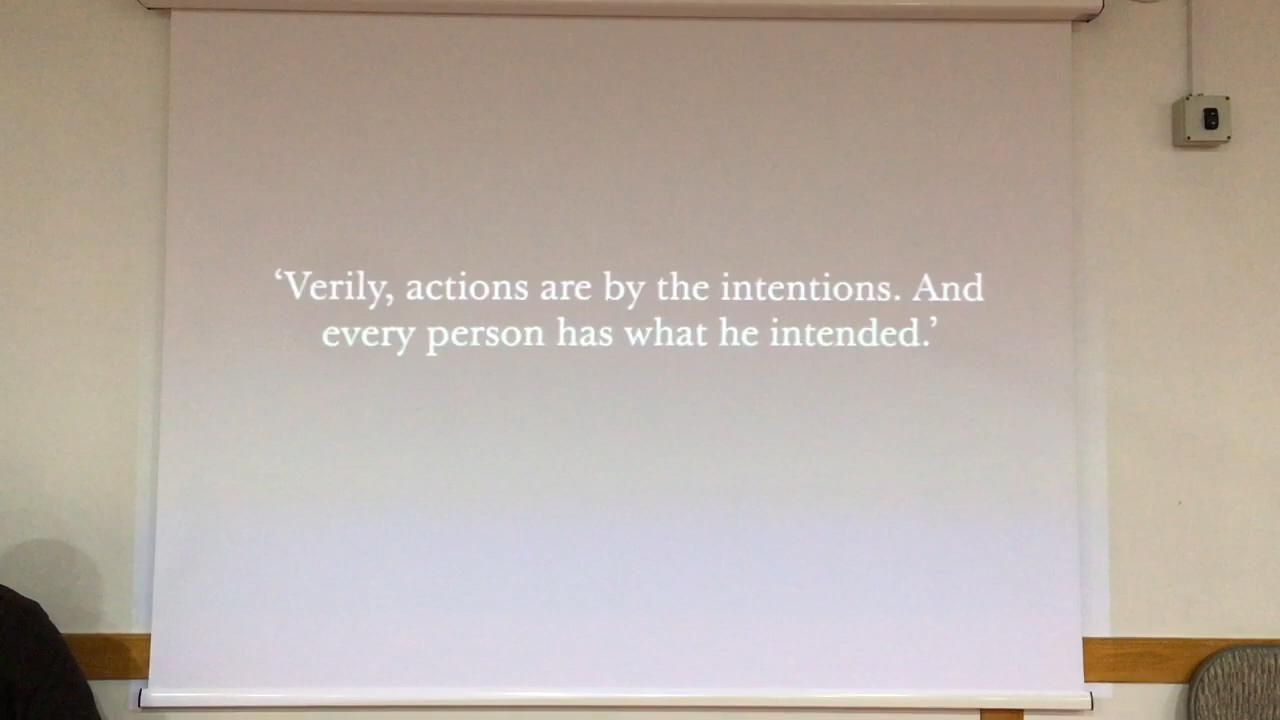 ‘Verily, actions are by the intentions. And
every person has what he intended.’